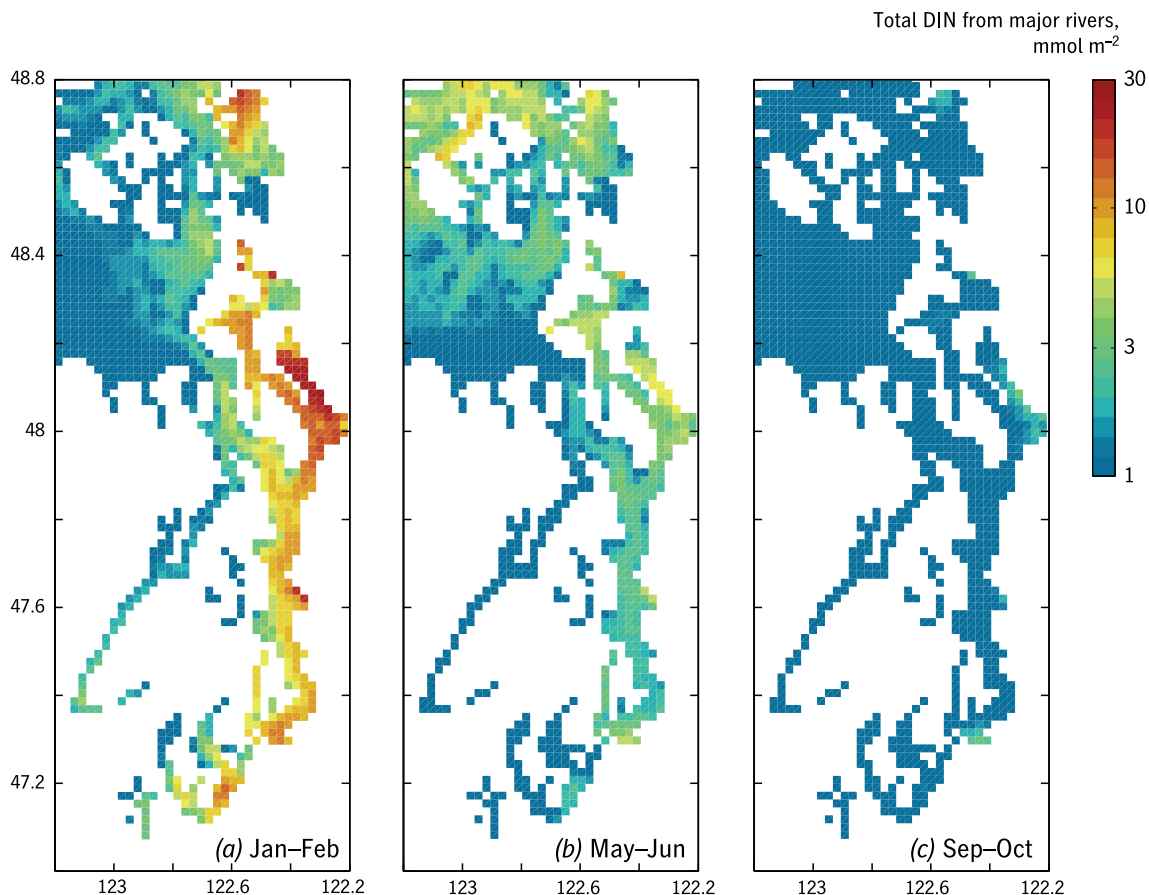 Total DIN from major rivers,
mmol m⁻²
48.8
48.4
48
47.6
47.2
30
10
3
1
(a) Jan–Feb
(b) May–Jun
(c) Sep–Oct
123 122.6 122.2
123 122.6 122.2
123 122.6 122.2